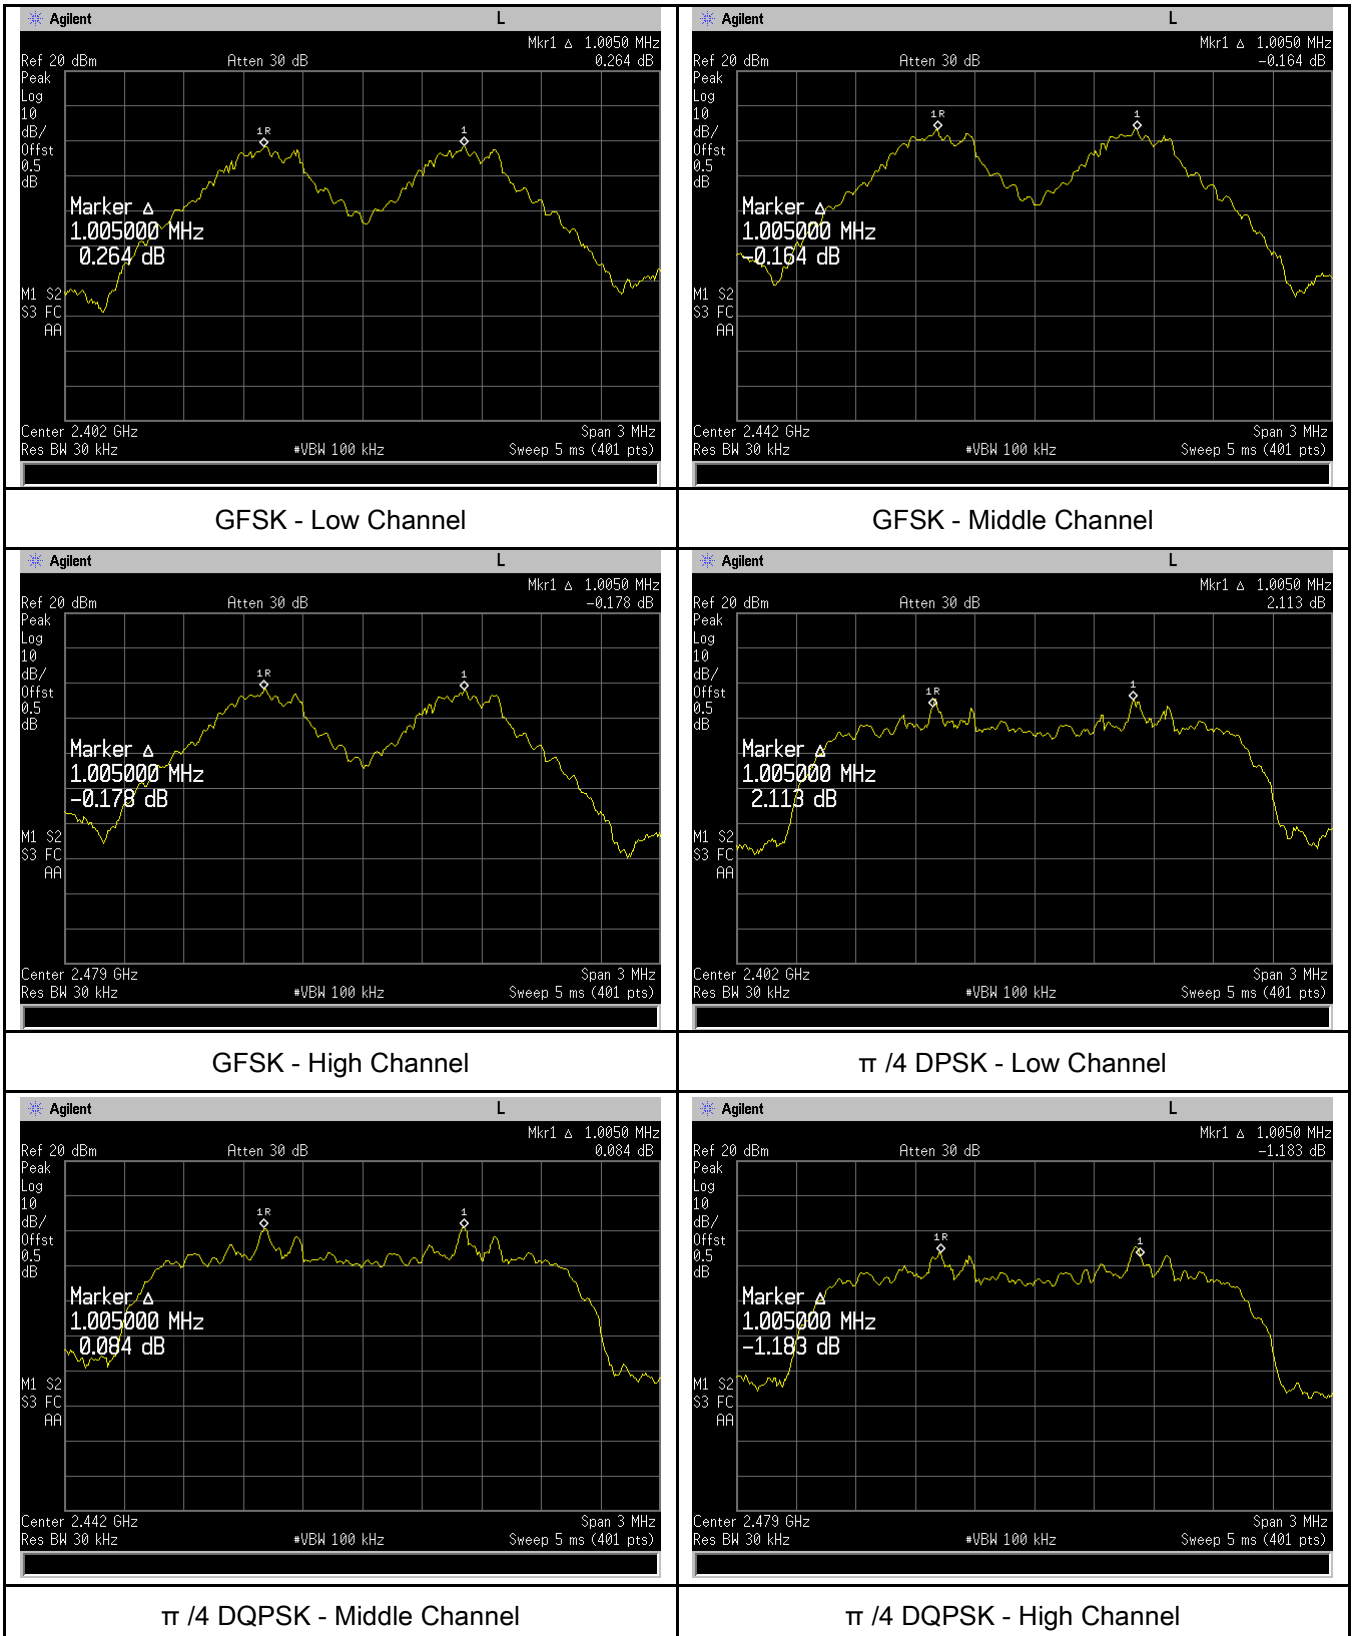 Agilent L
Mkr1 Δ 1.0050 MHz
Ref 20 dBm Atten 30 dB 0.264 dB
Peak
Log
10
dB/
Offst
0.5
dB
1R 1
Marker Δ
1.005000 MHz
0.264 dB
M1 S2
S3 FC
AA
Center 2.402 GHz Span 3 MHz
Res BW 30 kHz #VBW 100 kHz Sweep 5 ms (401 pts)
GFSK - Low Channel
Agilent L
Mkr1 Δ 1.0050 MHz
Ref 20 dBm Atten 30 dB -0.164 dB
Peak
Log
10
dB/
Offst
0.5
dB
1R 1
Marker Δ
1.005000 MHz
-0.164 dB
M1 S2
S3 FC
AA
Center 2.442 GHz Span 3 MHz
Res BW 30 kHz #VBW 100 kHz Sweep 5 ms (401 pts)
GFSK - Middle Channel
Agilent L
Mkr1 Δ 1.0050 MHz
Ref 20 dBm Atten 30 dB -0.178 dB
Peak
Log
10
dB/
Offst
0.5
dB
1R 1
Marker Δ
1.005000 MHz
-0.178 dB
M1 S2
S3 FC
AA
Center 2.479 GHz Span 3 MHz
Res BW 30 kHz #VBW 100 kHz Sweep 5 ms (401 pts)
GFSK - High Channel
Agilent L
Mkr1 Δ 1.0050 MHz
Ref 20 dBm Atten 30 dB 2.113 dB
Peak
Log
10
dB/
Offst
0.5
dB
1R 1
Marker Δ
1.005000 MHz
2.113 dB
M1 S2
S3 FC
AA
Center 2.402 GHz Span 3 MHz
Res BW 30 kHz #VBW 100 kHz Sweep 5 ms (401 pts)
π /4 DPSK - Low Channel
Agilent L
Mkr1 Δ 1.0050 MHz
Ref 20 dBm Atten 30 dB 0.084 dB
Peak
Log
10
dB/
Offst
0.5
dB
1R 1
Marker Δ
1.005000 MHz
0.084 dB
M1 S2
S3 FC
AA
Center 2.442 GHz Span 3 MHz
Res BW 30 kHz #VBW 100 kHz Sweep 5 ms (401 pts)
π /4 DQPSK - Middle Channel
Agilent L
Mkr1 Δ 1.0050 MHz
Ref 20 dBm Atten 30 dB -1.183 dB
Peak
Log
10
dB/
Offst
0.5
dB
1R 1
Marker Δ
1.005000 MHz
-1.183 dB
M1 S2
S3 FC
AA
Center 2.479 GHz Span 3 MHz
Res BW 30 kHz #VBW 100 kHz Sweep 5 ms (401 pts)
π /4 DQPSK - High Channel